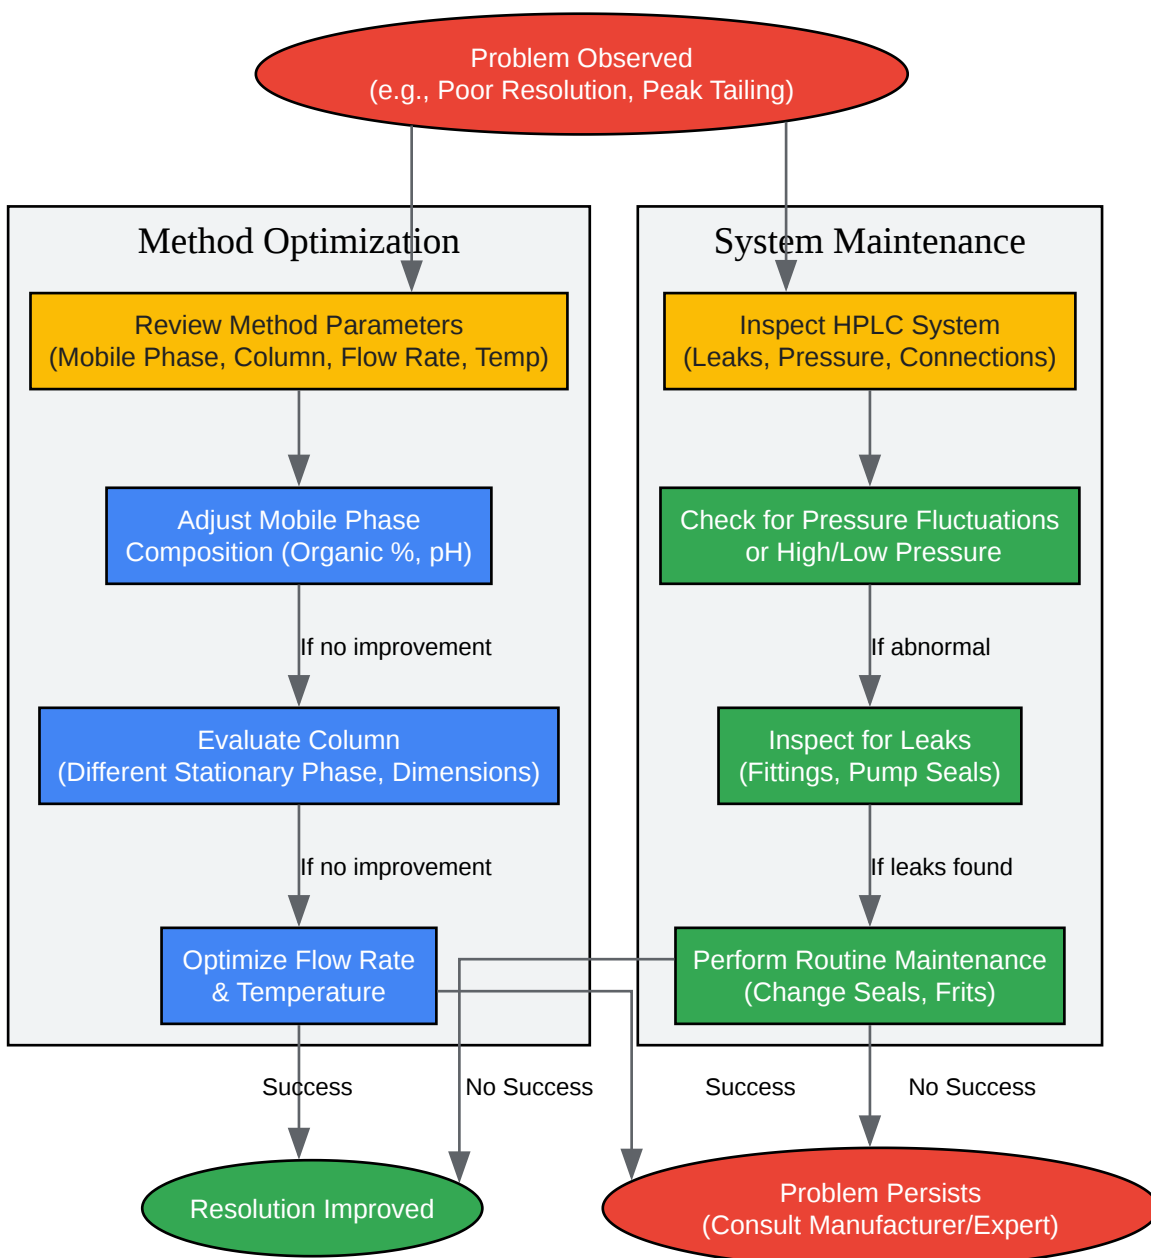 Problem Observed
(e.g., Poor Resolution, Peak Tailing)
Method Optimization
Review Method Parameters
(Mobile Phase, Column, Flow Rate, Temp)
Adjust Mobile Phase
Composition (Organic %, pH)
If no improvement
Evaluate Column
(Different Stationary Phase, Dimensions)
If no improvement
Optimize Flow Rate
& Temperature
System Maintenance
Inspect HPLC System
(Leaks, Pressure, Connections)
Check for Pressure Fluctuations
or High/Low Pressure
If abnormal
Inspect for Leaks
(Fittings, Pump Seals)
If leaks found
Perform Routine Maintenance
(Change Seals, Frits)
Success
No Success
Success
No Success
Resolution Improved
Problem Persists
(Consult Manufacturer/Expert)